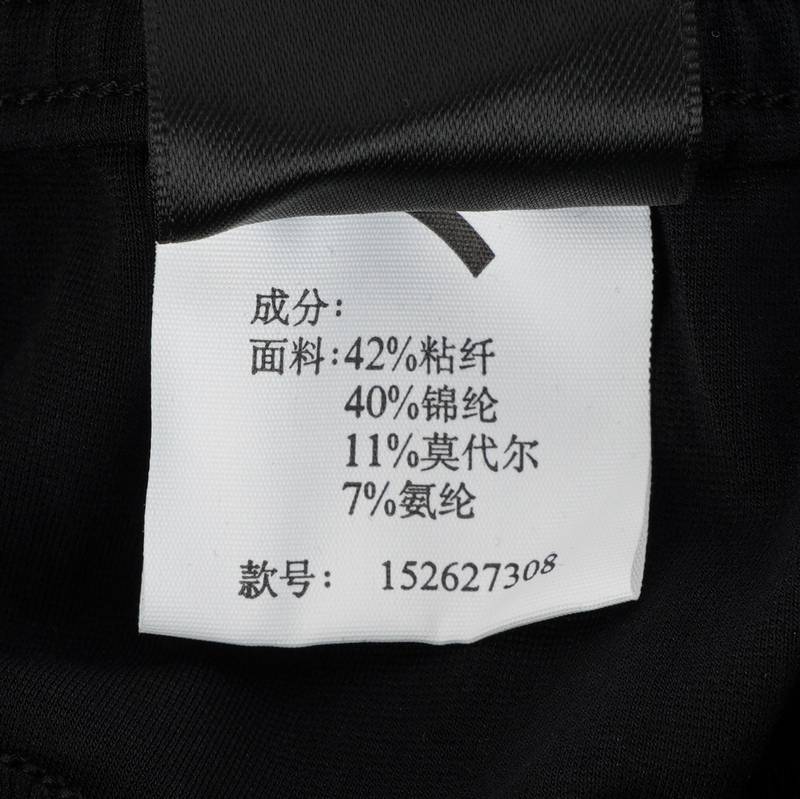 成分:
面料:42%粘纤
40%锦纶
11%莫代尔
7%氨纶
款号: 152627308